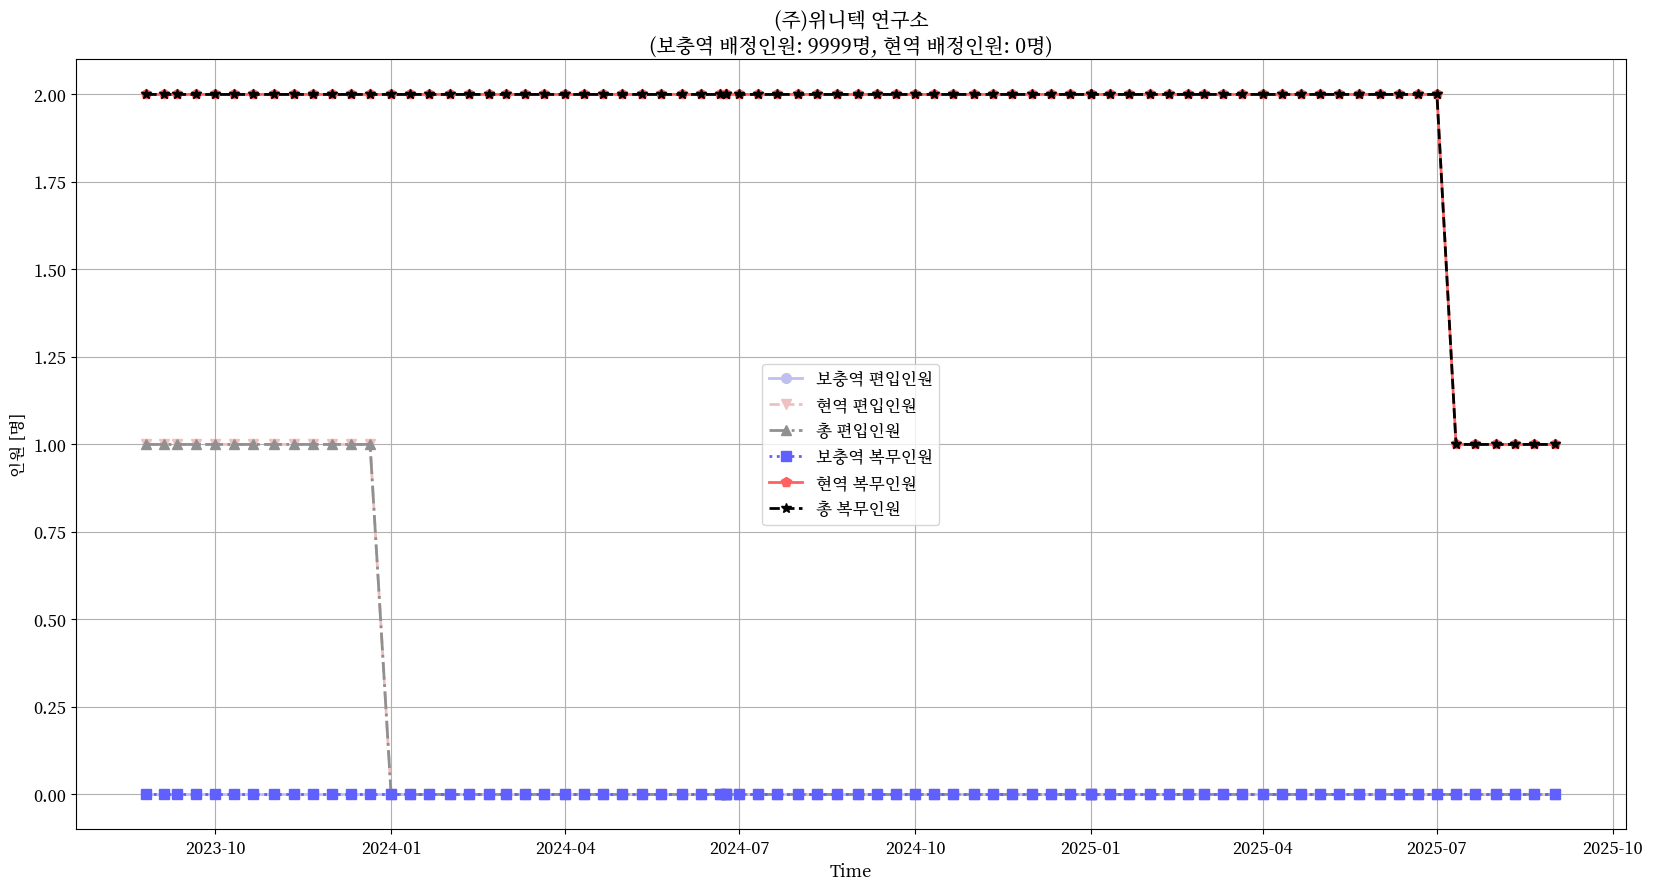 (주)위니텍 연구소
(보충역 배정인원: 9999명, 현역 배정인원: 0명)
인원 [명]
2.00
1.75
1.50
1.25
1.00
0.75
0.50
0.25
0.00
보충역 편입인원
현역 편입인원
총 편입인원
보충역 복무인원
현역 복무인원
총 복무인원
2023-10
2024-01
2024-04
2024-07
2024-10
2025-01
2025-04
2025-07
2025-10
Time